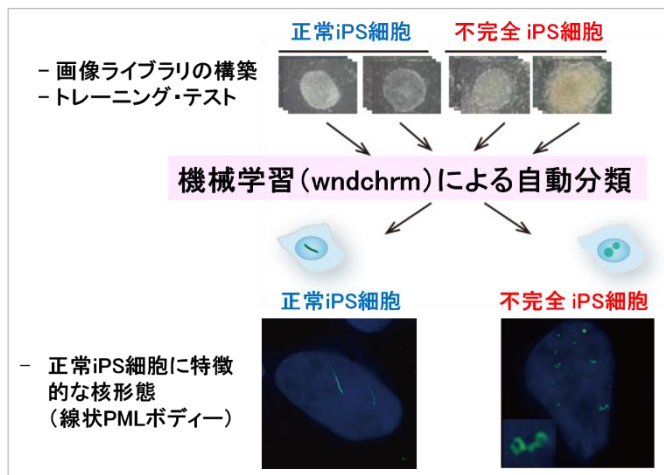 正常iPS細胞 不完全 iPS細胞
– 画像ライブラリの構築
– トレーニング・テスト
機械学習(wndchrm)による自動分類
正常iPS細胞 不完全 iPS細胞
– 正常iPS細胞に特徴
的な核形態
(線状PMLボディー)